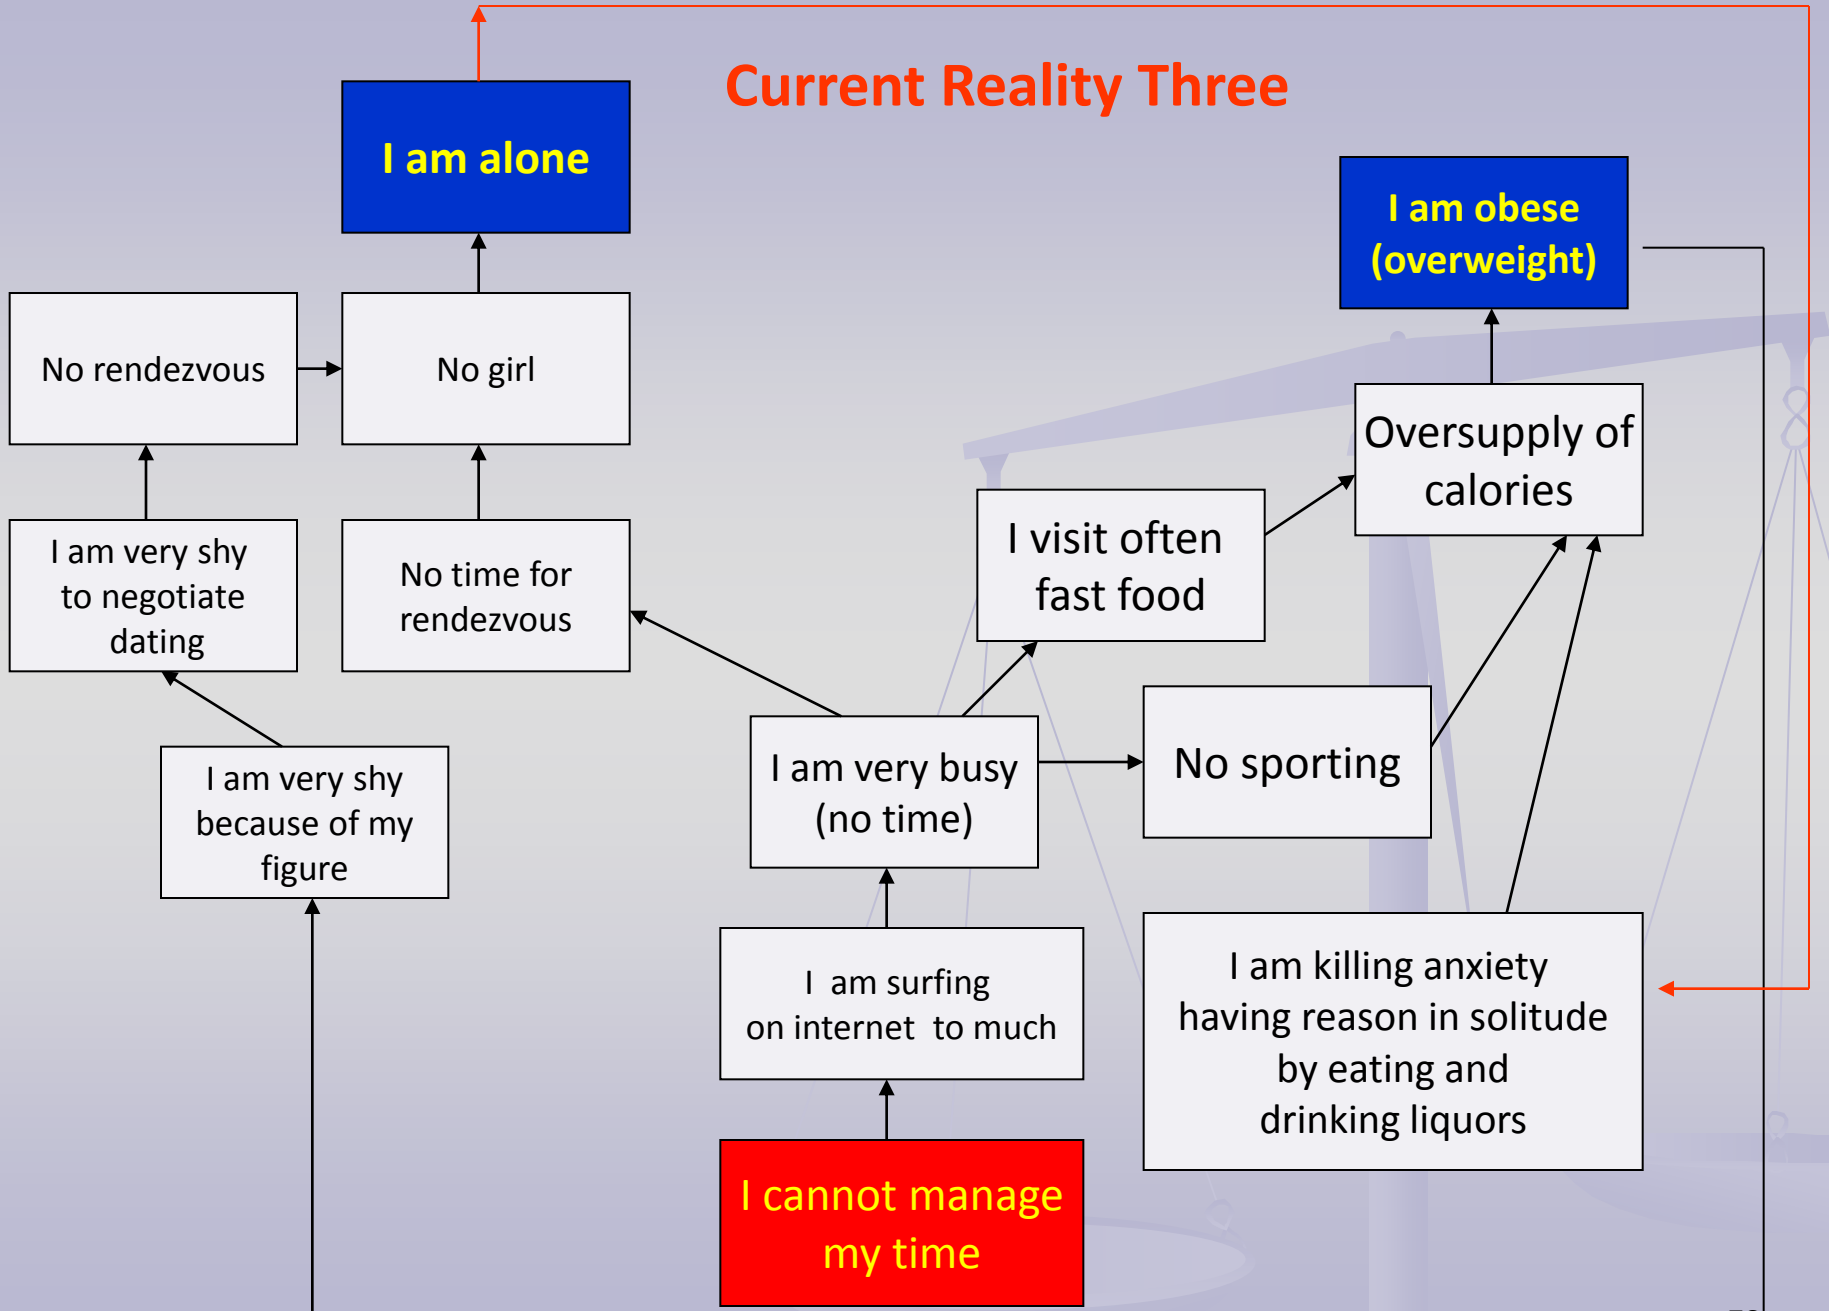 Current Reality Three
I am alone
I am obese
(overweight)
No rendezvous
No girl
Oversupply of
calories
I visit often
fast food
I am very shy
to negotiate
dating
No time for
rendezvous
I am very shy
because of my
figure
I am very busy
(no time)
No sporting
I am surfing
on internet to much
I am killing anxiety
having reason in solitude
by eating and
drinking liquors
I cannot manage
my time